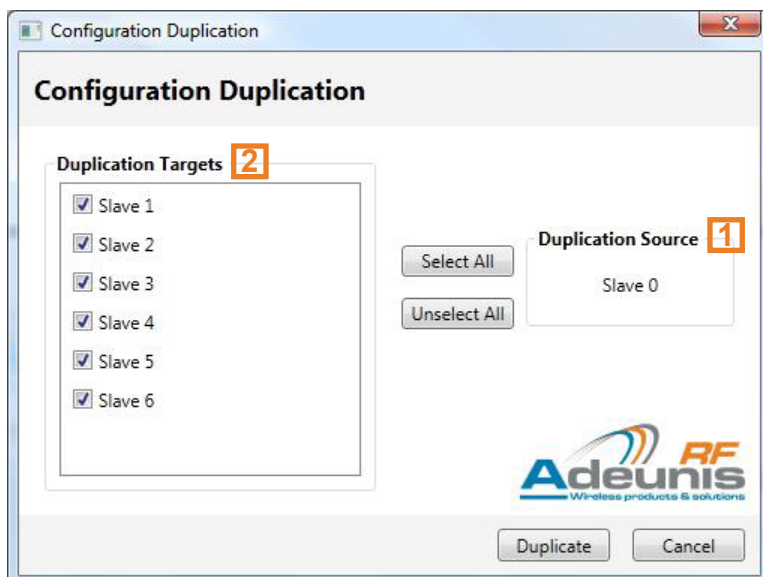 Configuration Duplication
Configuration Duplication
Duplication Targets 2
Slave 1
Slave 2
Slave 3
Slave 4
Slave 5
Slave 6
Select All
Unselect All
Duplication Source 1
Slave 0
Adeunis RF
Wireless products & solutions
Duplicate
Cancel